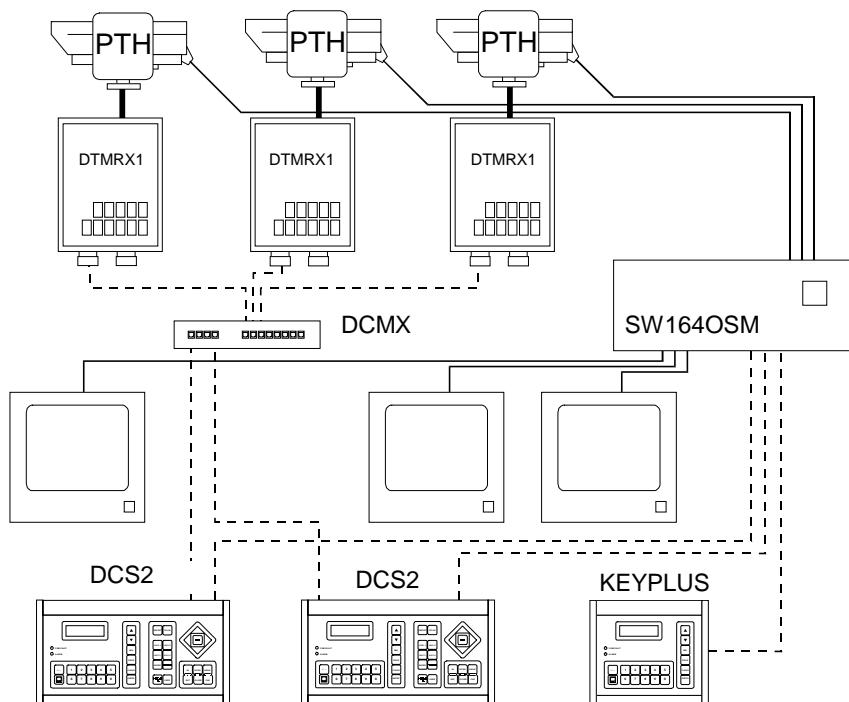 PTH
PTH
PTH
DTMRX1
DTMRX1
DTMRX1
DCMX
SW164OSM
DCS2
DCS2
KEYPLUS